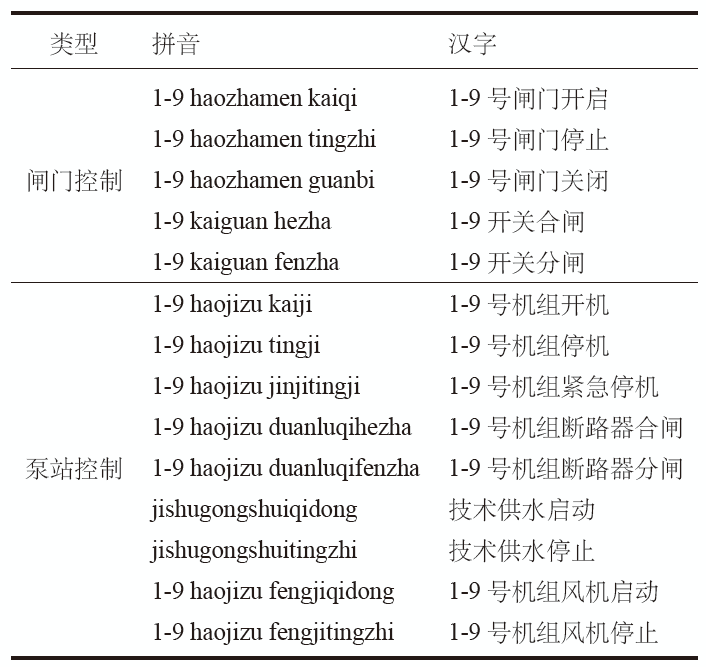 类型 拼音 汉字
1-9 haozhamen kaiqi 1-9 号闸门开启
1-9 haozhamen tingzhi 1-9 号闸门停止
闸门控制 1-9 haozhamen guanbi 1-9 号闸门关闭
1-9 kaiguan hezha 1-9 开关合闸
1-9 kaiguan fenzha 1-9 开关分闸
1-9 haojizu kaiji 1-9 号机组开机
1-9 haojizu tingji 1-9 号机组停机
1-9 haojizu jinjitingji 1-9 号机组紧急停机
1-9 haojizu duanluqihezha 1-9 号机组断路器合闸
泵站控制 1-9 haojizu duanluqifenzha 1-9 号机组断路器分闸
jishugongshuiqidong 技术供水启动
jishugongshuitingzhi 技术供水停止
1-9 haojizu fengjiqidong 1-9 号机组风机启动
1-9 haojizu fengjitingzhi 1-9 号机组风机停止